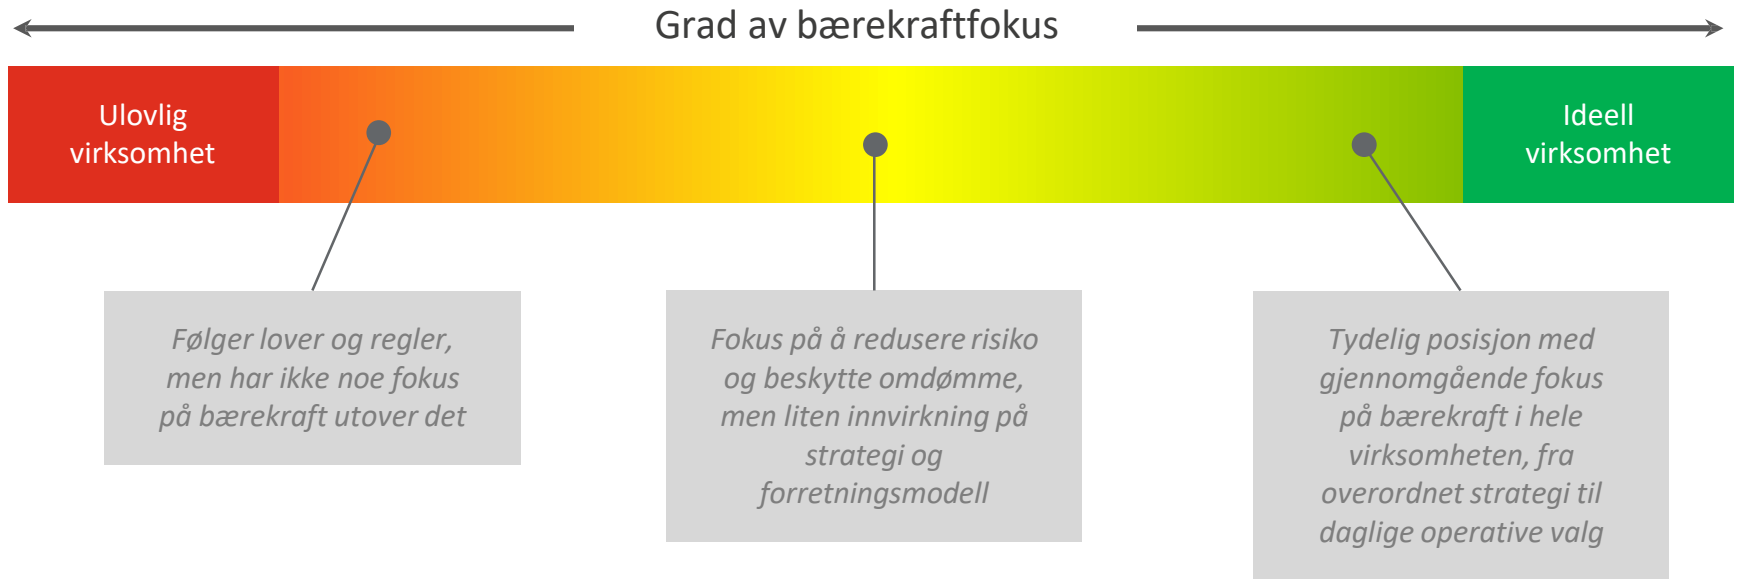 Grad av bærekraftfokus
Ulovlig
virksomhet
Ideell
virksomhet
Følger lover og regler,
men har ikke noe fokus
på bærekraft utover det
Fokus på å redusere risiko
og beskytte omdømme,
men liten innvirkning på
strategi og
forretningsmodell
Tydelig posisjon med
gjennomgående fokus
på bærekraft i hele
virksomheten, fra
overordnet strategi til
daglige operative valg